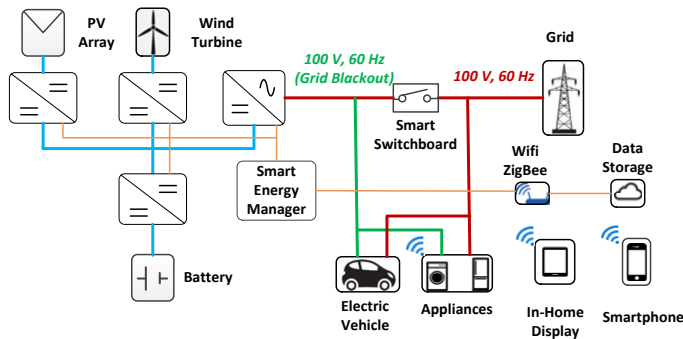 PV
Array
Wind
Turbine
100 V, 60 Hz
(Grid Blackout)
100 V, 60 Hz
Grid
Smart
Switchboard
Smart
Energy
Manager
Wifi
ZigBee
Data
Storage
Battery
Electric
Vehicle
Appliances
In-Home
Display
Smartphone